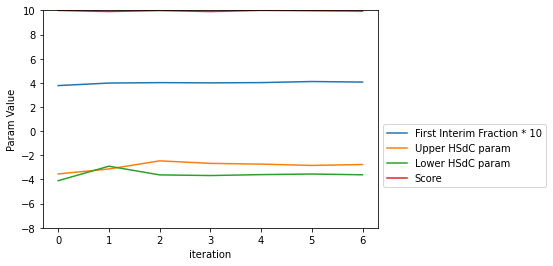 10
8
6
4
2
0
−2
−4
−6
−8
Param Value
0 1 2 3 4 5 6
iteration
First Interim Fraction * 10
Upper HSdC param
Lower HSdC param
Score